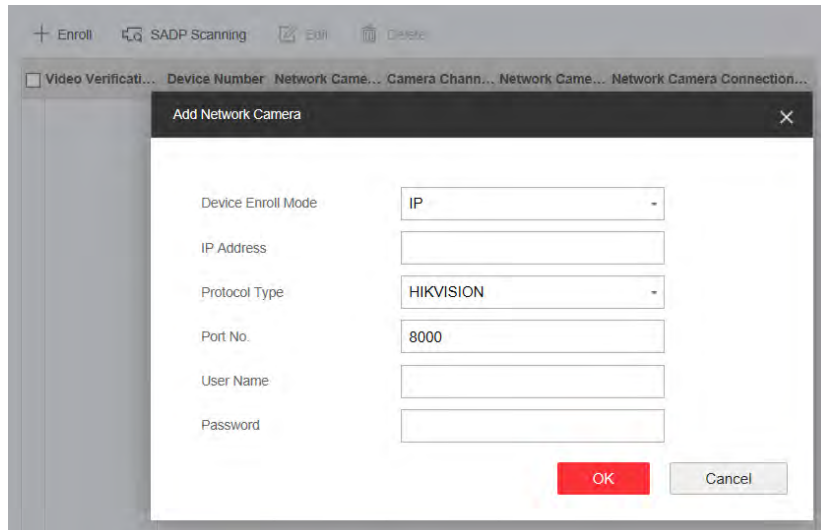 Enroll SADP Scanning Edit Delete
Video Verificati... Device Number Network Came... Camera Chann... Network Came... Network Camera Connection...
Add Network Camera
Device Enroll Mode IP
IP Address
Protocol Type HIKVISION
Port No. 8000
User Name
Password
OK Cancel